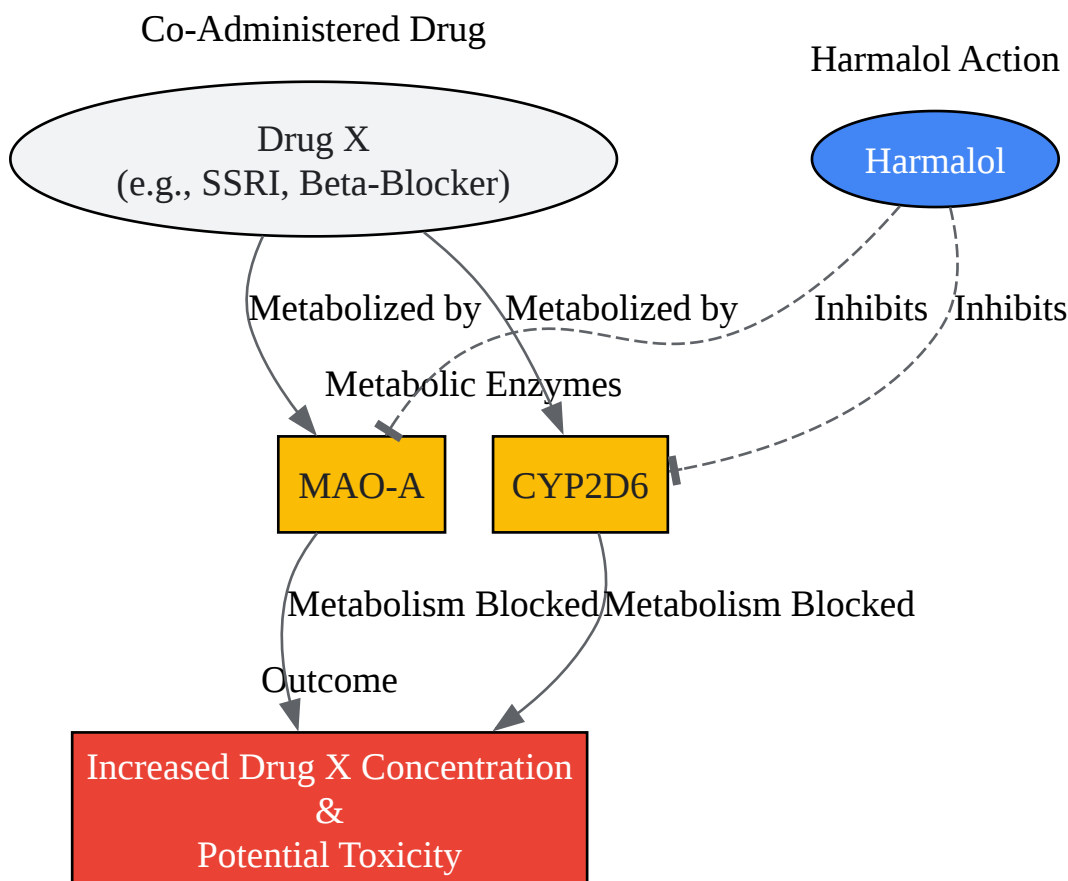 Co-Administered Drug
Harmalol Action
Drug X
(e.g., SSRI, Beta-Blocker)
Harmalol
Metabolized by
Metabolized by
Inhibits
Inhibits
Metabolic Enzymes
MAO-A
CYP2D6
Metabolism Blocked
Metabolism Blocked
Outcome
Increased Drug X Concentration
&
Potential Toxicity